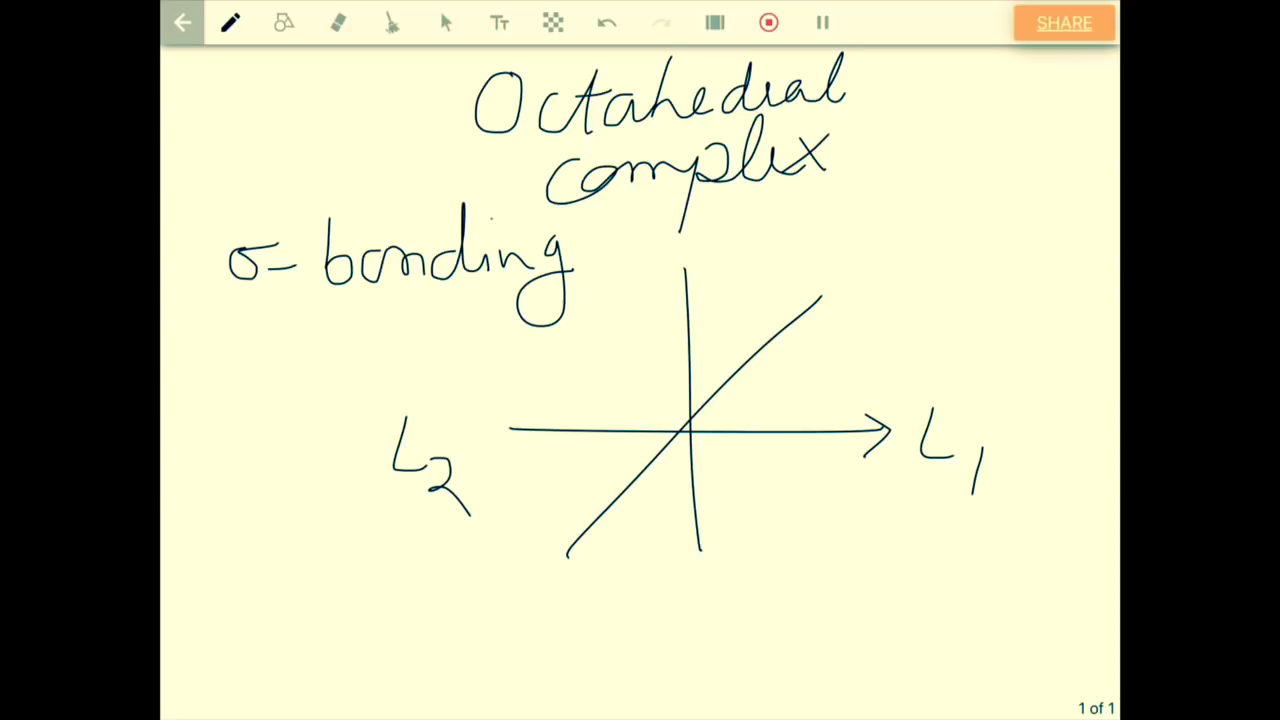 SHARE
Octahedral
complex
σ- bonding
L2
L1
1 of 1